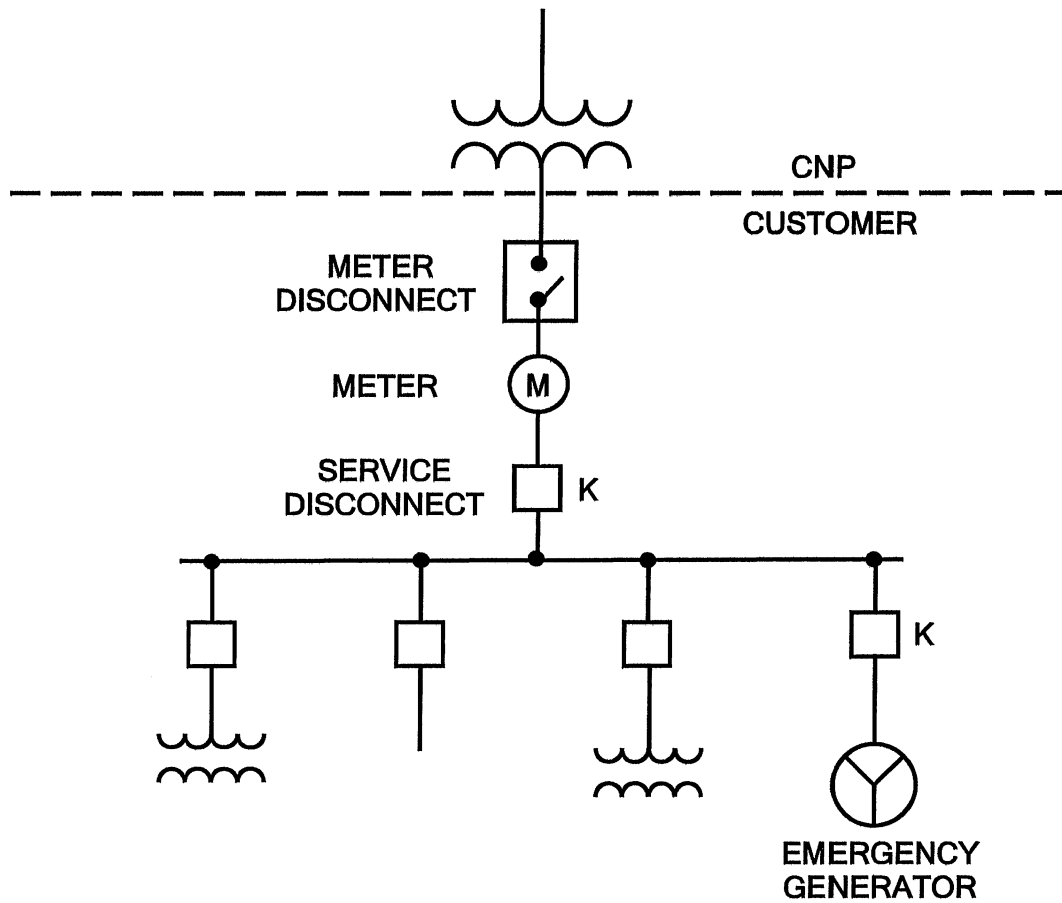 CNP
CUSTOMER
METER
DISCONNECT
METER
M
SERVICE
DISCONNECT
K
K
EMERGENCY
GENERATOR